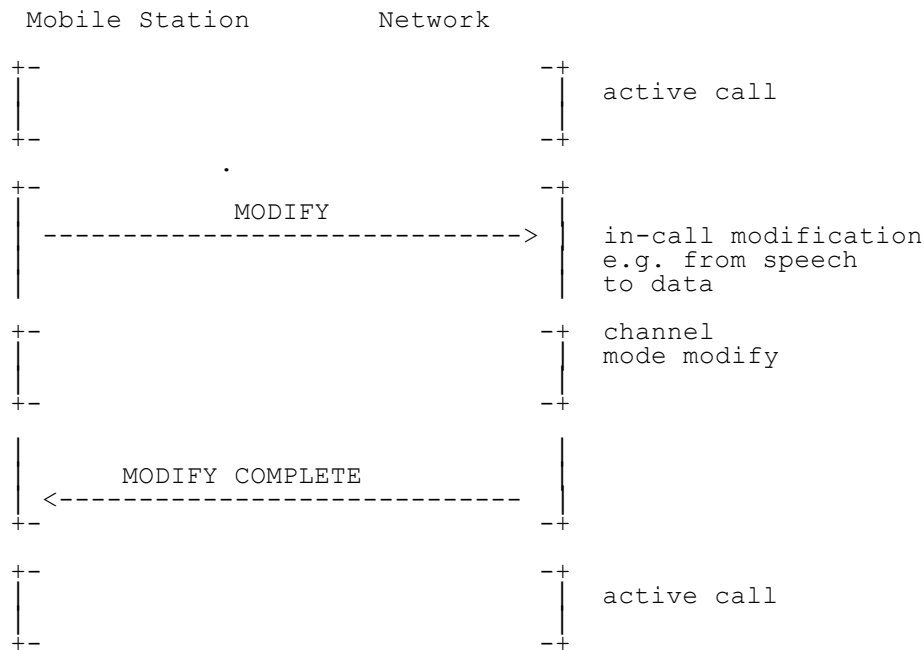 Mobile Station Network
active call
.
MODIFY
in-call modification
e.g. from speech
to data
channel
mode modify
MODIFY COMPLETE
active call